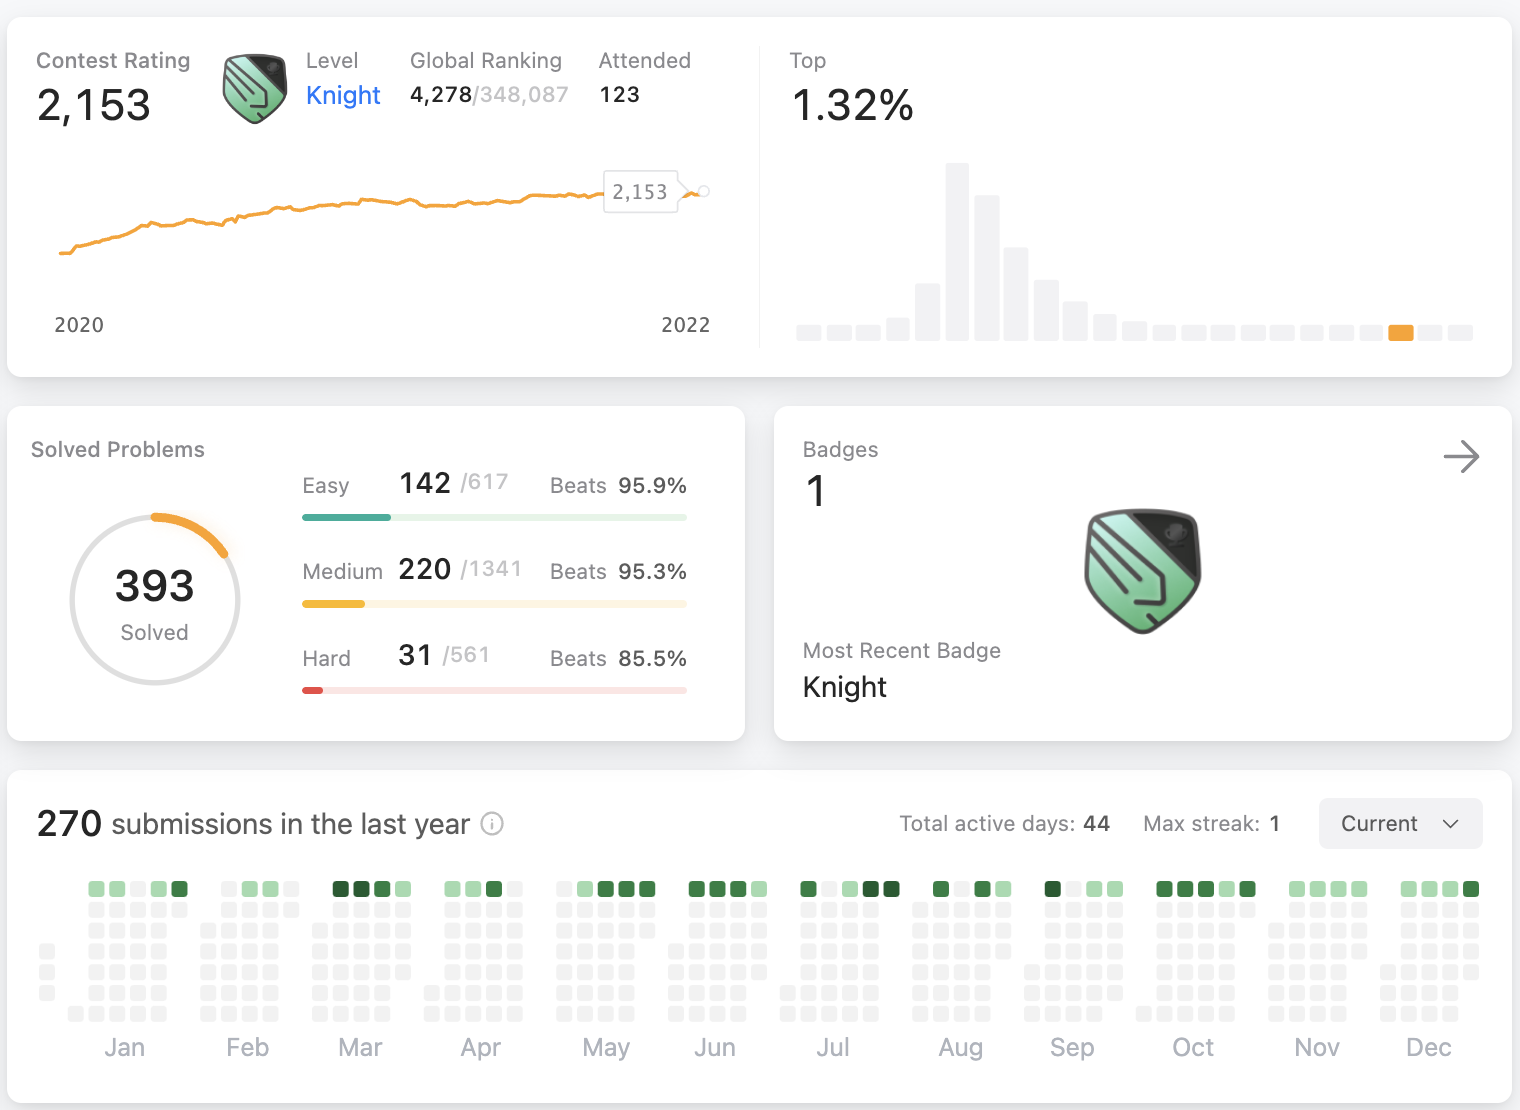 Contest Rating
2,153
Level
Knight
Global Ranking
4,278/348,087
Attended
123
Top
1.32%
2,153
2020
2022
Solved Problems
393
Solved
Easy 142 /617 Beats 95.9%
Medium 220 /1341 Beats 95.3%
Hard 31 /561 Beats 85.5%
Badges
1
Most Recent Badge
Knight
270 submissions in the last year
Total active days: 44 Max streak: 1 Current
Jan Feb Mar Apr May Jun Jul Aug Sep Oct Nov Dec